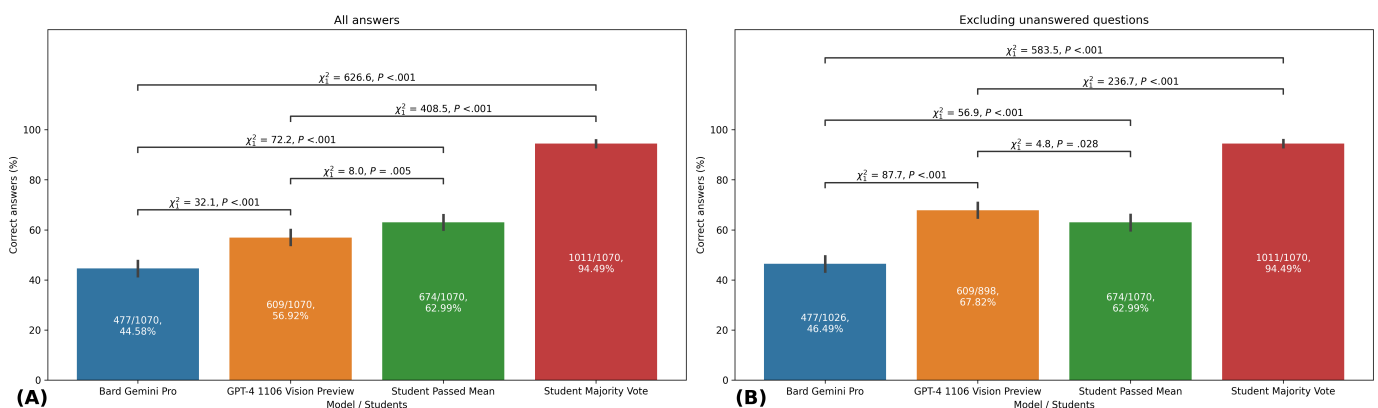 All answers
χ²₁ = 626.6, P <.001
χ²₁ = 408.5, P <.001
χ²₁ = 72.2, P <.001
χ²₁ = 8.0, P = .005
χ²₁ = 32.1, P <.001
Correct answers (%)
100
80
60
40
20
0
477/1070,
44.58%
609/1070,
56.92%
674/1070,
62.99%
1011/1070,
94.49%
Bard Gemini Pro
GPT-4 1106 Vision Preview
Student Passed Mean
Student Majority Vote
Model / Students
(A)
Excluding unanswered questions
χ²₁ = 583.5, P <.001
χ²₁ = 236.7, P <.001
χ²₁ = 56.9, P <.001
χ²₁ = 4.8, P = .028
χ²₁ = 87.7, P <.001
Correct answers (%)
100
80
60
40
20
0
477/1026,
46.49%
609/898,
67.82%
674/1070,
62.99%
1011/1070,
94.49%
Bard Gemini Pro
GPT-4 1106 Vision Preview
Student Passed Mean
Student Majority Vote
Model / Students
(B)